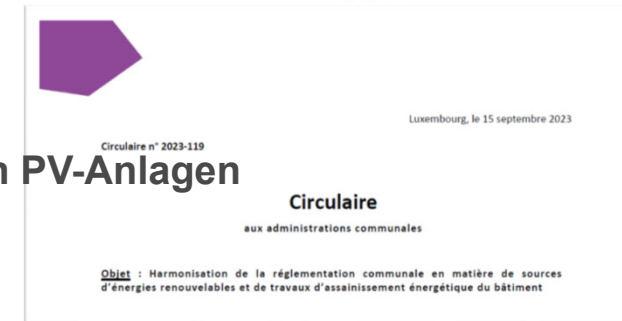 Luxembourg, le 15 septembre 2023
Circulaire n° 2023-119
n PV-Anlagen
Circulaire
aux administrations communales
Objet : Harmonisation de la réglementation communale en matière de sources
d'énergies renouvelables et de travaux d'assainissement énergétique du bâtiment